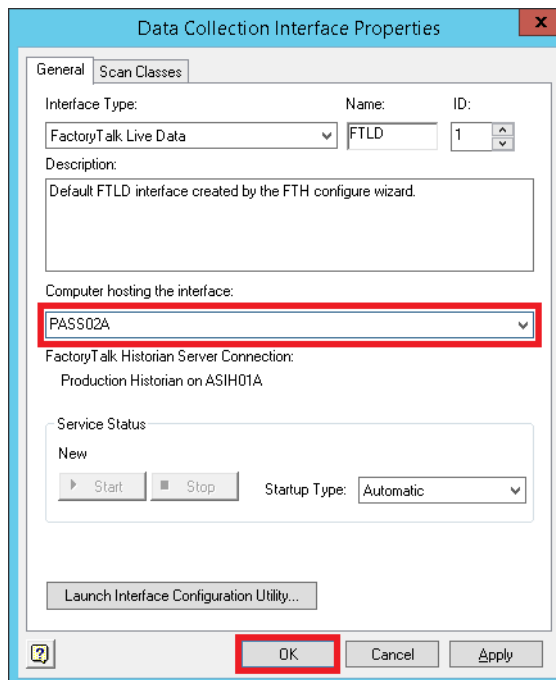 Data Collection Interface Properties
x
General Scan Classes
Interface Type: Name: ID:
FactoryTalk Live Data FTLD 1
Description:
Default FTLD interface created by the FTH configure wizard.
Computer hosting the interface:
PASS02A
FactoryTalk Historian Server Connection:
Production Historian on ASIH01A
Service Status
New
Start Stop Startup Type: Automatic
Launch Interface Configuration Utility...
? OK Cancel Apply